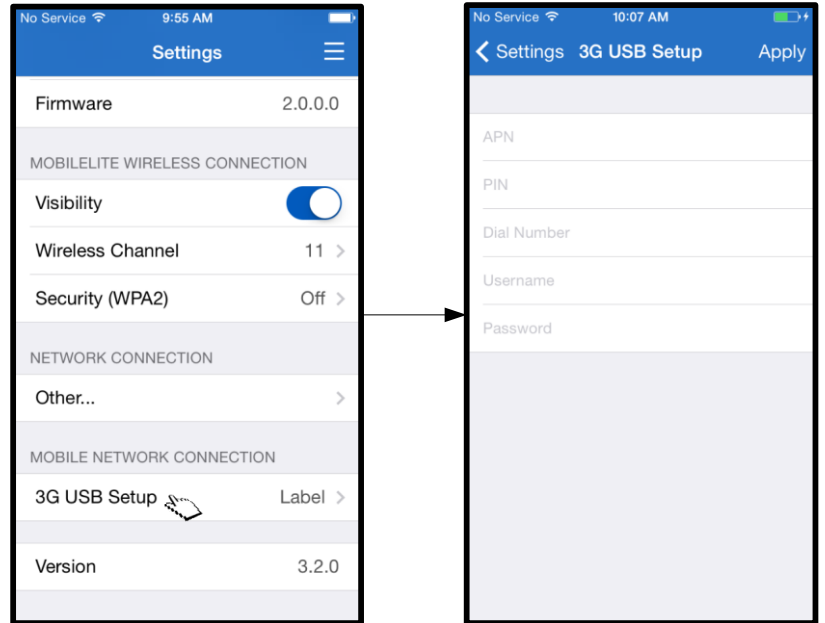 No Service 9:55 AM
Settings
Firmware 2.0.0.0
MOBILELITE WIRELESS CONNECTION
Visibility
Wireless Channel 11
Security (WPA2) Off
NETWORK CONNECTION
Other...
MOBILE NETWORK CONNECTION
3G USB Setup Label
Version 3.2.0
No Service 10:07 AM
Settings 3G USB Setup Apply
APN
PIN
Dial Number
Username
Password